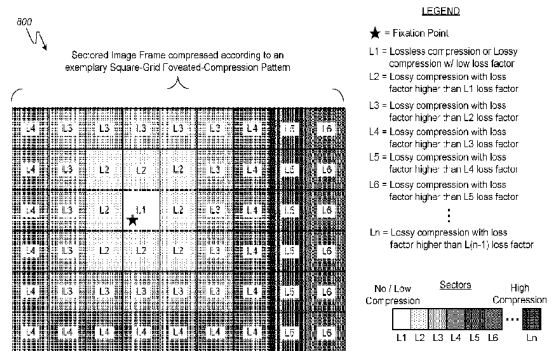 800
Sectored Image Frame compressed according to an
exemplary Square-Grid Foveated-Compression Pattern
L4 L3 L3 L3 L3 L3 L4 L5 L6
L4 L3 L2 L2 L2 L3 L4 L5 L6
L4 L3 L2 L1 L2 L3 L4 L5 L6
L4 L3 L2 L2 L2 L3 L4 L5 L6
L4 L3 L3 L3 L3 L3 L4 L5 L6
L4 L4 L4 L4 L4 L4 L4 L5 L6
LEGEND
= Fixation Point
L1 = Lossless compression or Lossy
compression w/ low loss factor
L2 = Lossy compression with loss
factor higher than L1 loss factor
L3 = Lossy compression with loss
factor higher than L2 loss factor
L4 = Lossy compression with loss
factor higher than L3 loss factor
L5 = Lossy compression with loss
factor higher than L4 loss factor
L6 = Lossy compression with loss
factor higher than L5 loss factor
Ln = Lossy compression with loss
factor higher than L(n-1) loss factor
No / Low
Compression
Sectors
High
Compression
L1 L2 L3 L4 L5 L6 Ln